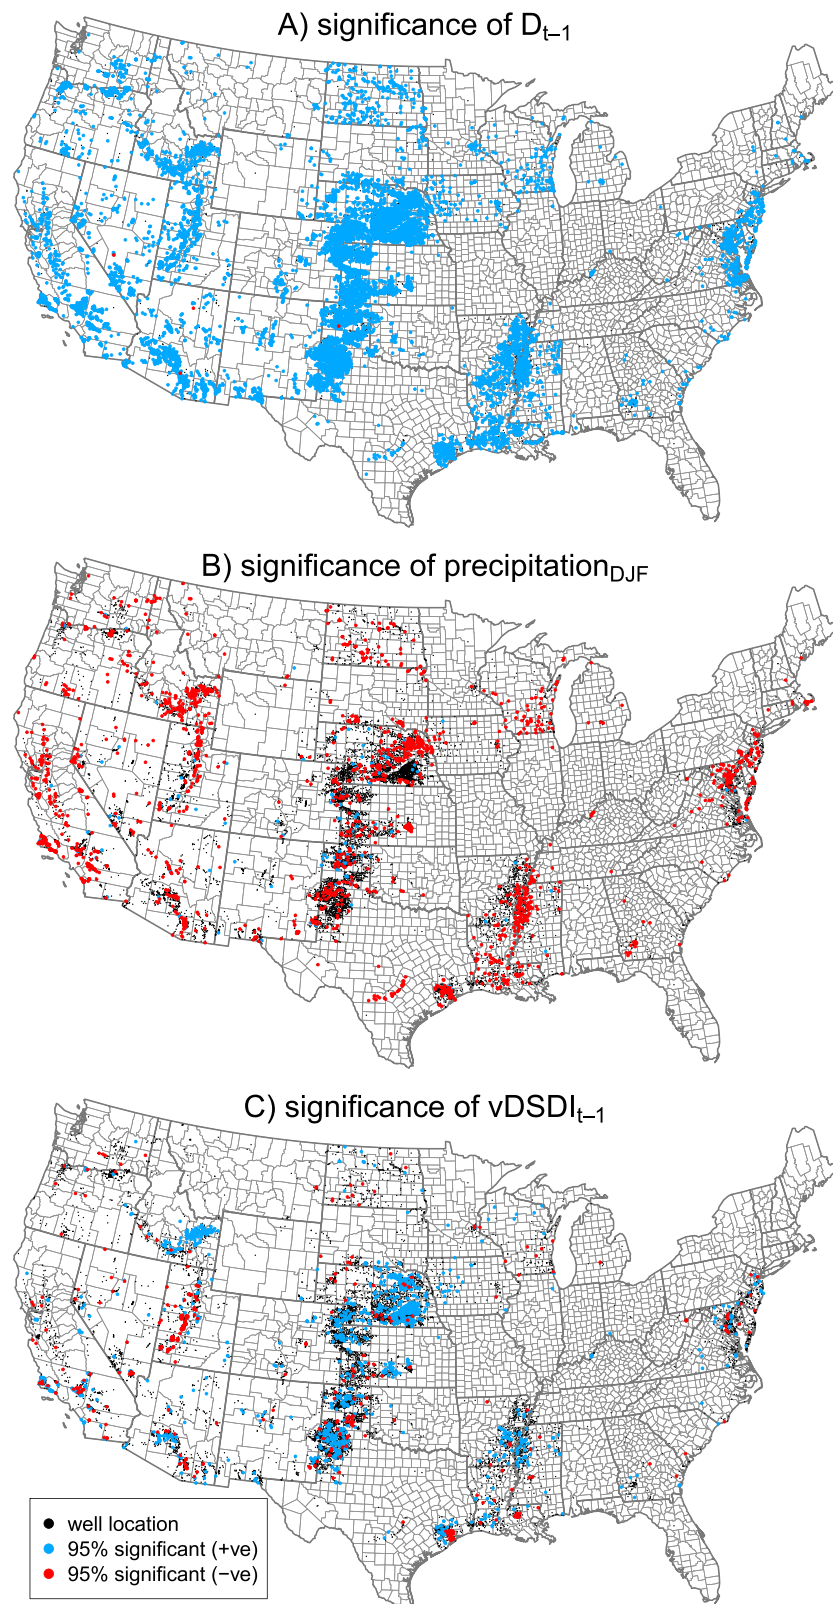 A) significance of Dt–1
B) significance of precipitationDJF
C) significance of vDSDIt–1
well location
95% significant (+ve)
95% significant (−ve)